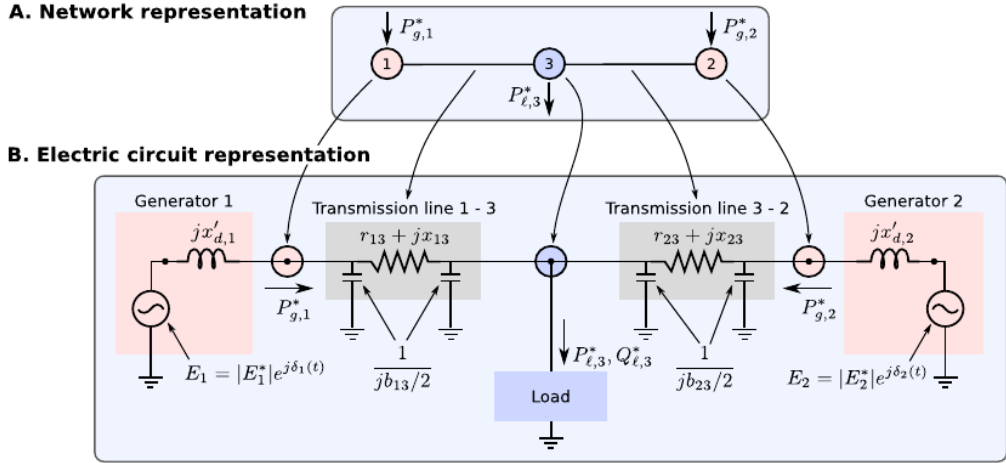 A. Network representation
P*g,1
P*g,2
1
3
2
P*ℓ,3
B. Electric circuit representation
Generator 1
Transmission line 1 - 3
Transmission line 3 - 2
Generator 2
jx′d,1
r13 + jx13
r23 + jx23
jx′d,2
P*g,1
P*g,2
E1 = |E*1|e^jδ1(t)
1
jb13/2
P*ℓ,3, Q*ℓ,3
1
jb23/2
E2 = |E*2|e^jδ2(t)
Load